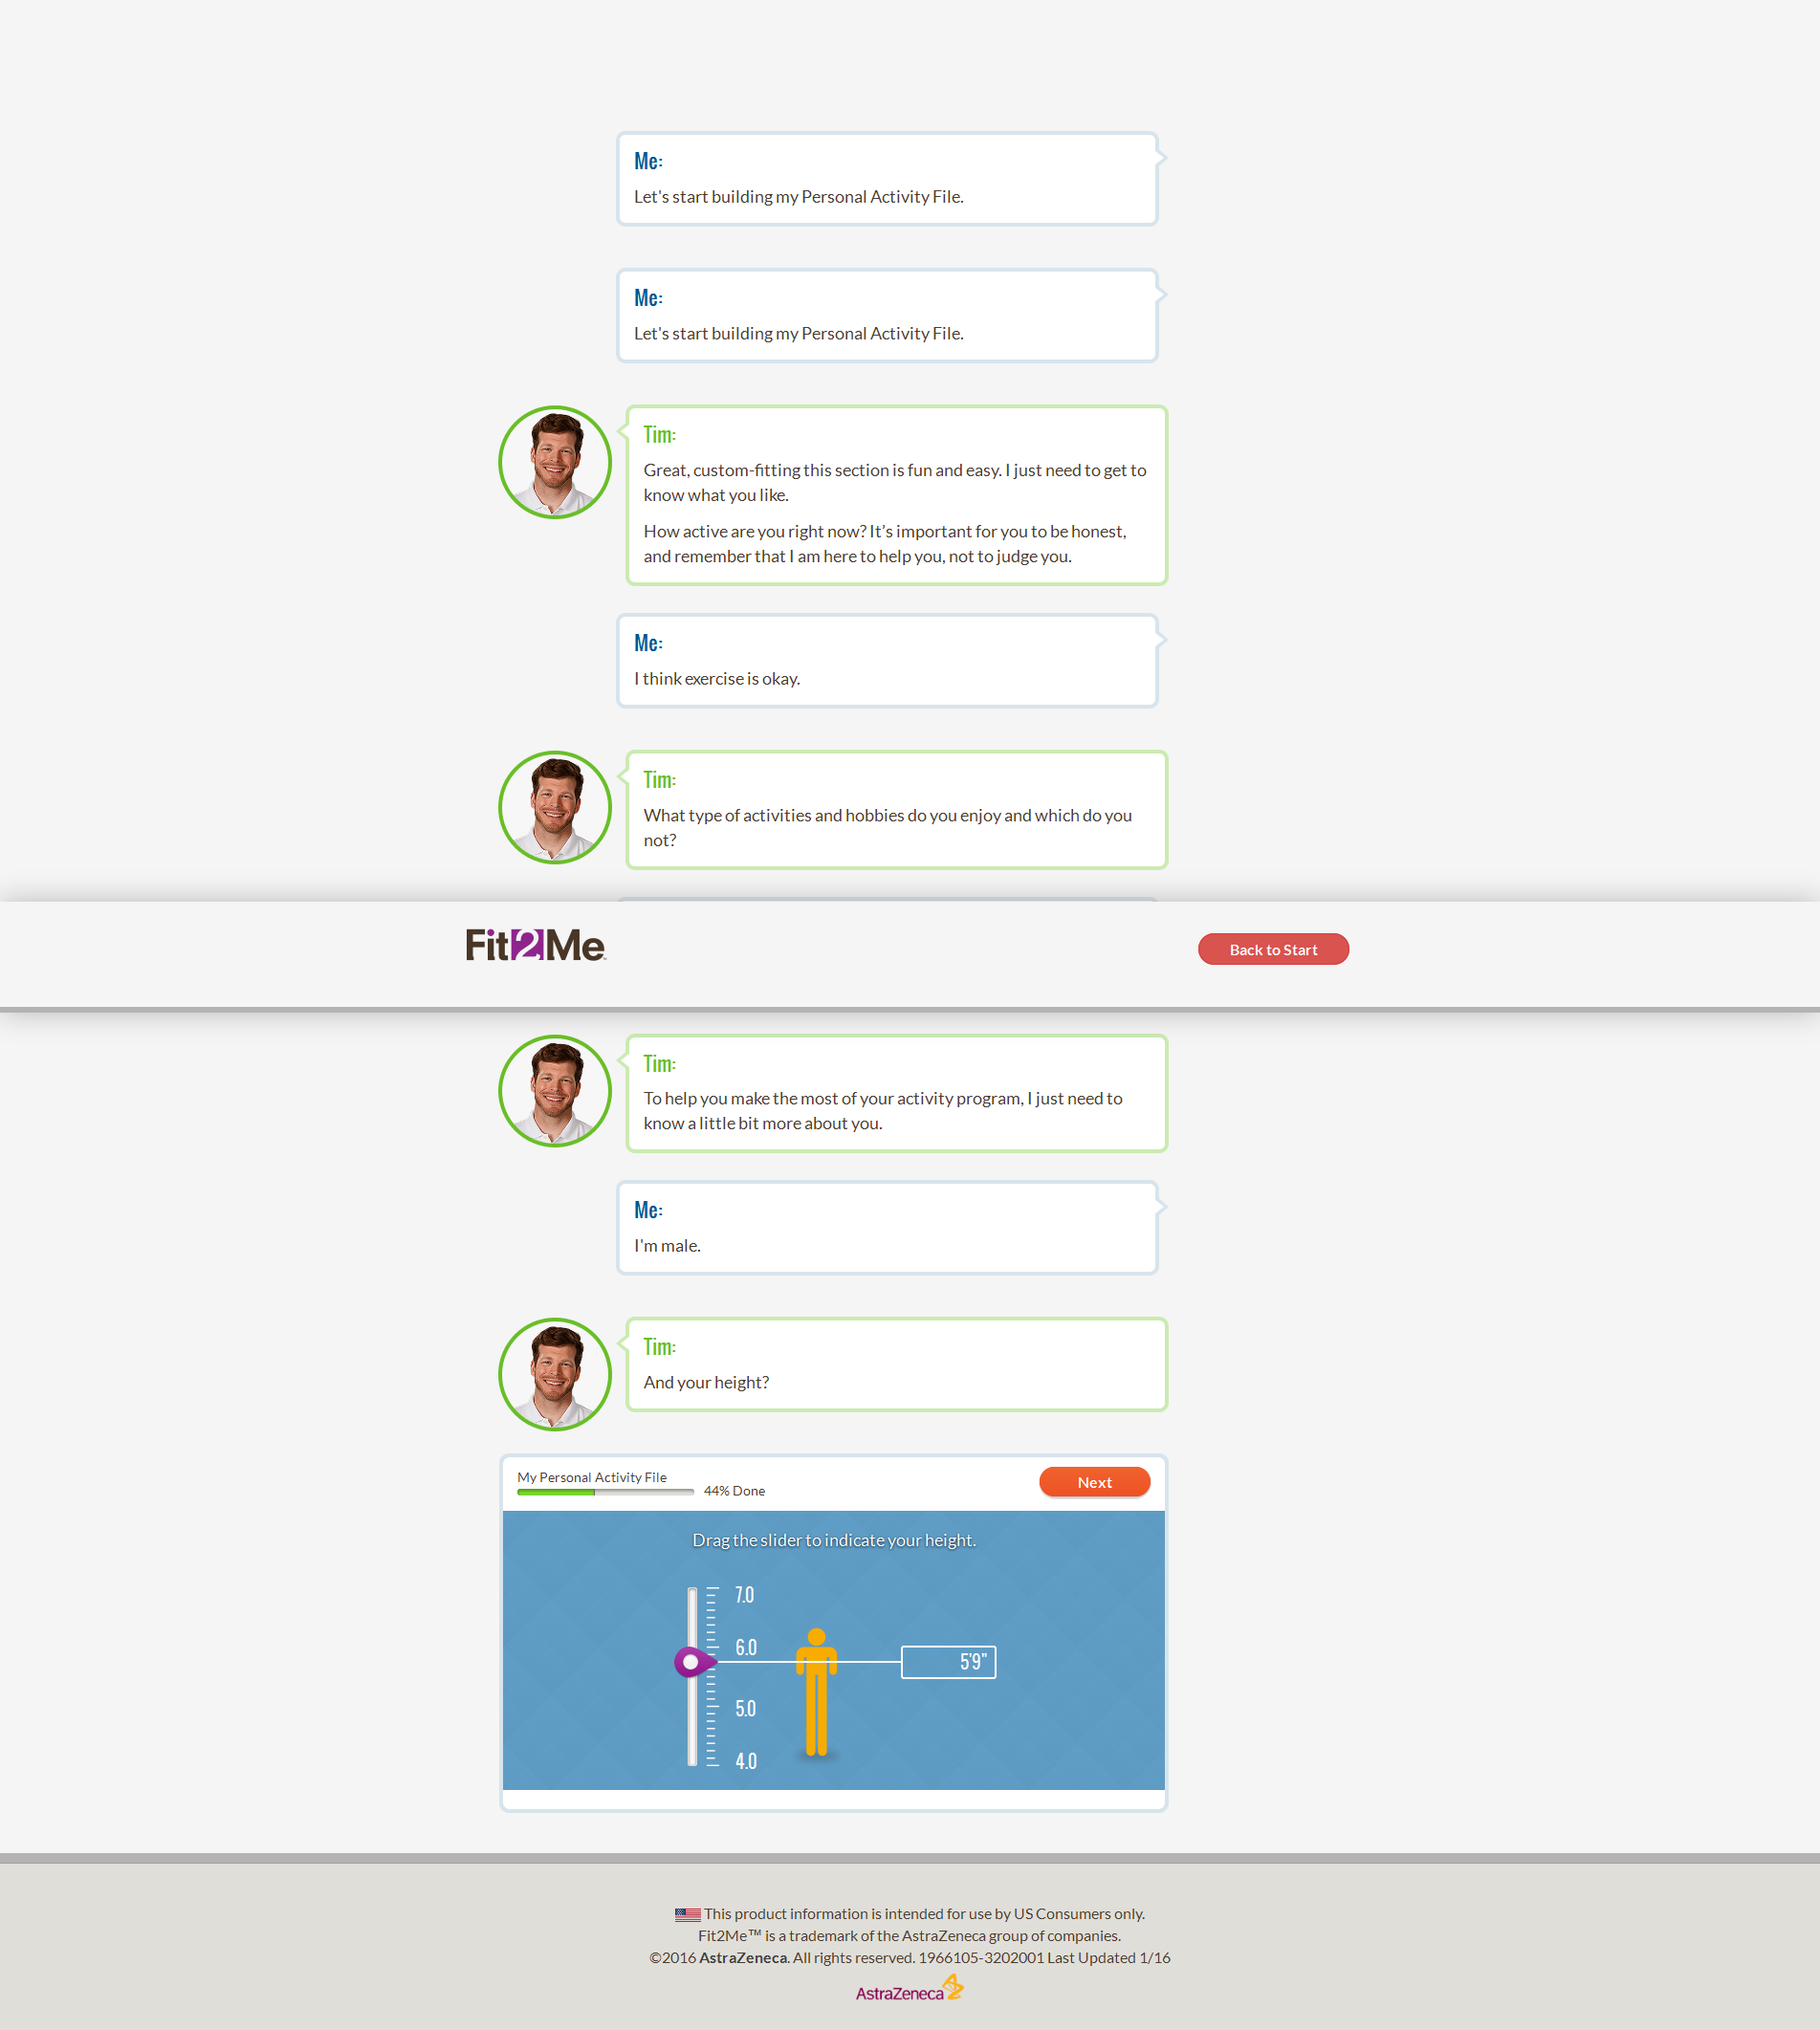 Me:
Let's start building my Personal Activity File.
Me:
Let's start building my Personal Activity File.
Tim:
Great, custom-fitting this section is fun and easy. I just need to get to
know what you like.
How active are you right now? It’s important for you to be honest,
and remember that I am here to help you, not to judge you.
Me:
I think exercise is okay.
Tim:
What type of activities and hobbies do you enjoy and which do you
not?
Fit2Me™
Back to Start
Tim:
To help you make the most of your activity program, I just need to
know a little bit more about you.
Me:
I'm male.
Tim:
And your height?
My Personal Activity File
44% Done
Next
Drag the slider to indicate your height.
7.0
6.0
5'9"
5.0
4.0
This product information is intended for use by US Consumers only.
Fit2Me™ is a trademark of the AstraZeneca group of companies.
©2016 AstraZeneca. All rights reserved. 1966105-3202001 Last Updated 1/16
AstraZeneca